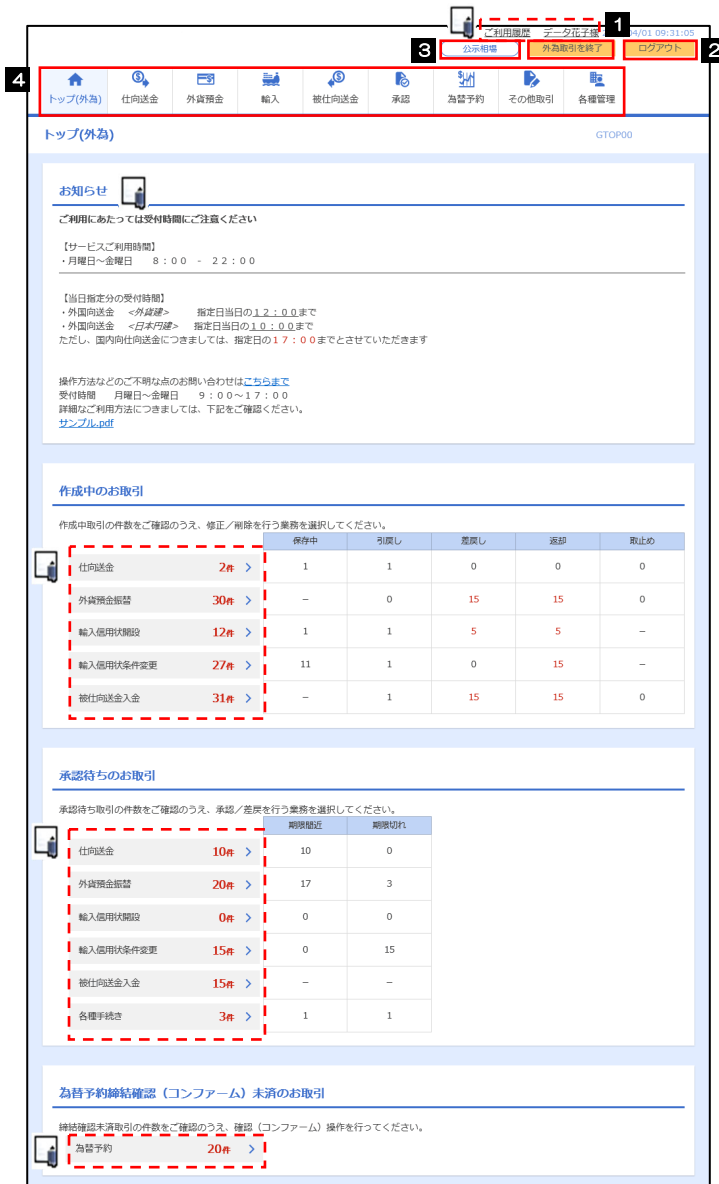 1
ご利用履歴　データ花子様
04/01 09:31:05
3
公示相場
外為取引を終了
ログアウト
2
4
トップ(外為)　仕向送金　外貨預金　輸入　被仕向送金　承認　為替予約　その他取引　各種管理
トップ(外為)
GTOP00
お知らせ
ご利用にあたっては受付時間にご注意ください
【サービスご利用時間】
・月曜日～金曜日　　８：００　-　２２：００
【当日指定分の受付時間】
・外国向送金　<外貨建>　　指定日当日の１２：００まで
・外国向送金　<日本円建>　指定日当日の１０：００まで
ただし、国内向仕向送金につきましては、指定日の１７：００までとさせていただきます
操作方法などのご不明な点のお問い合わせはこちらまで
受付時間　　月曜日～金曜日　　９：００～１７：００
詳細なご利用方法につきましては、下記をご確認ください。
サンプル.pdf
作成中のお取引
作成中取引の件数をご確認のうえ、修正／削除を行う業務を選択してください。
保存中　引戻し　差戻し　返却　取止め
仕向送金　2件　1　1　0　0　0
外貨預金振替　30件　−　0　15　15　0
輸入信用状開設　12件　1　1　5　5　−
輸入信用状条件変更　27件　11　1　0　15　−
被仕向送金入金　31件　−　1　15　15　0
承認待ちのお取引
承認待ち取引の件数をご確認のうえ、承認／差戻を行う業務を選択してください。
期限間近　期限切れ
仕向送金　10件　10　0
外貨預金振替　20件　17　3
輸入信用状開設　0件　0　0
輸入信用状条件変更　15件　0　15
被仕向送金入金　15件　−　−
各種手続き　3件　1　1
為替予約締結確認（コンファーム）未済のお取引
締結確認未済取引の件数をご確認のうえ、確認（コンファーム）操作を行ってください。
為替予約　20件